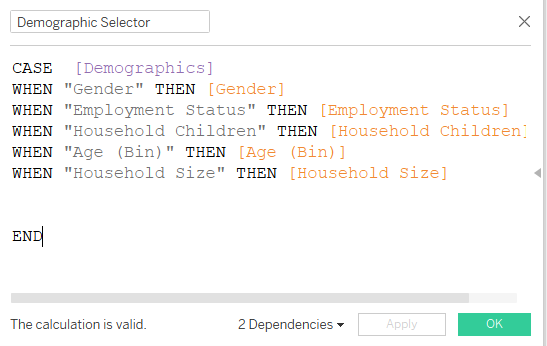 Demographic Selector
CASE [Demographics]
WHEN "Gender" THEN [Gender]
WHEN "Employment Status" THEN [Employment Status]
WHEN "Household Children" THEN [Household Children]
WHEN "Age (Bin)" THEN [Age (Bin)]
WHEN "Household Size" THEN [Household Size]
END
The calculation is valid. 2 Dependencies Apply OK